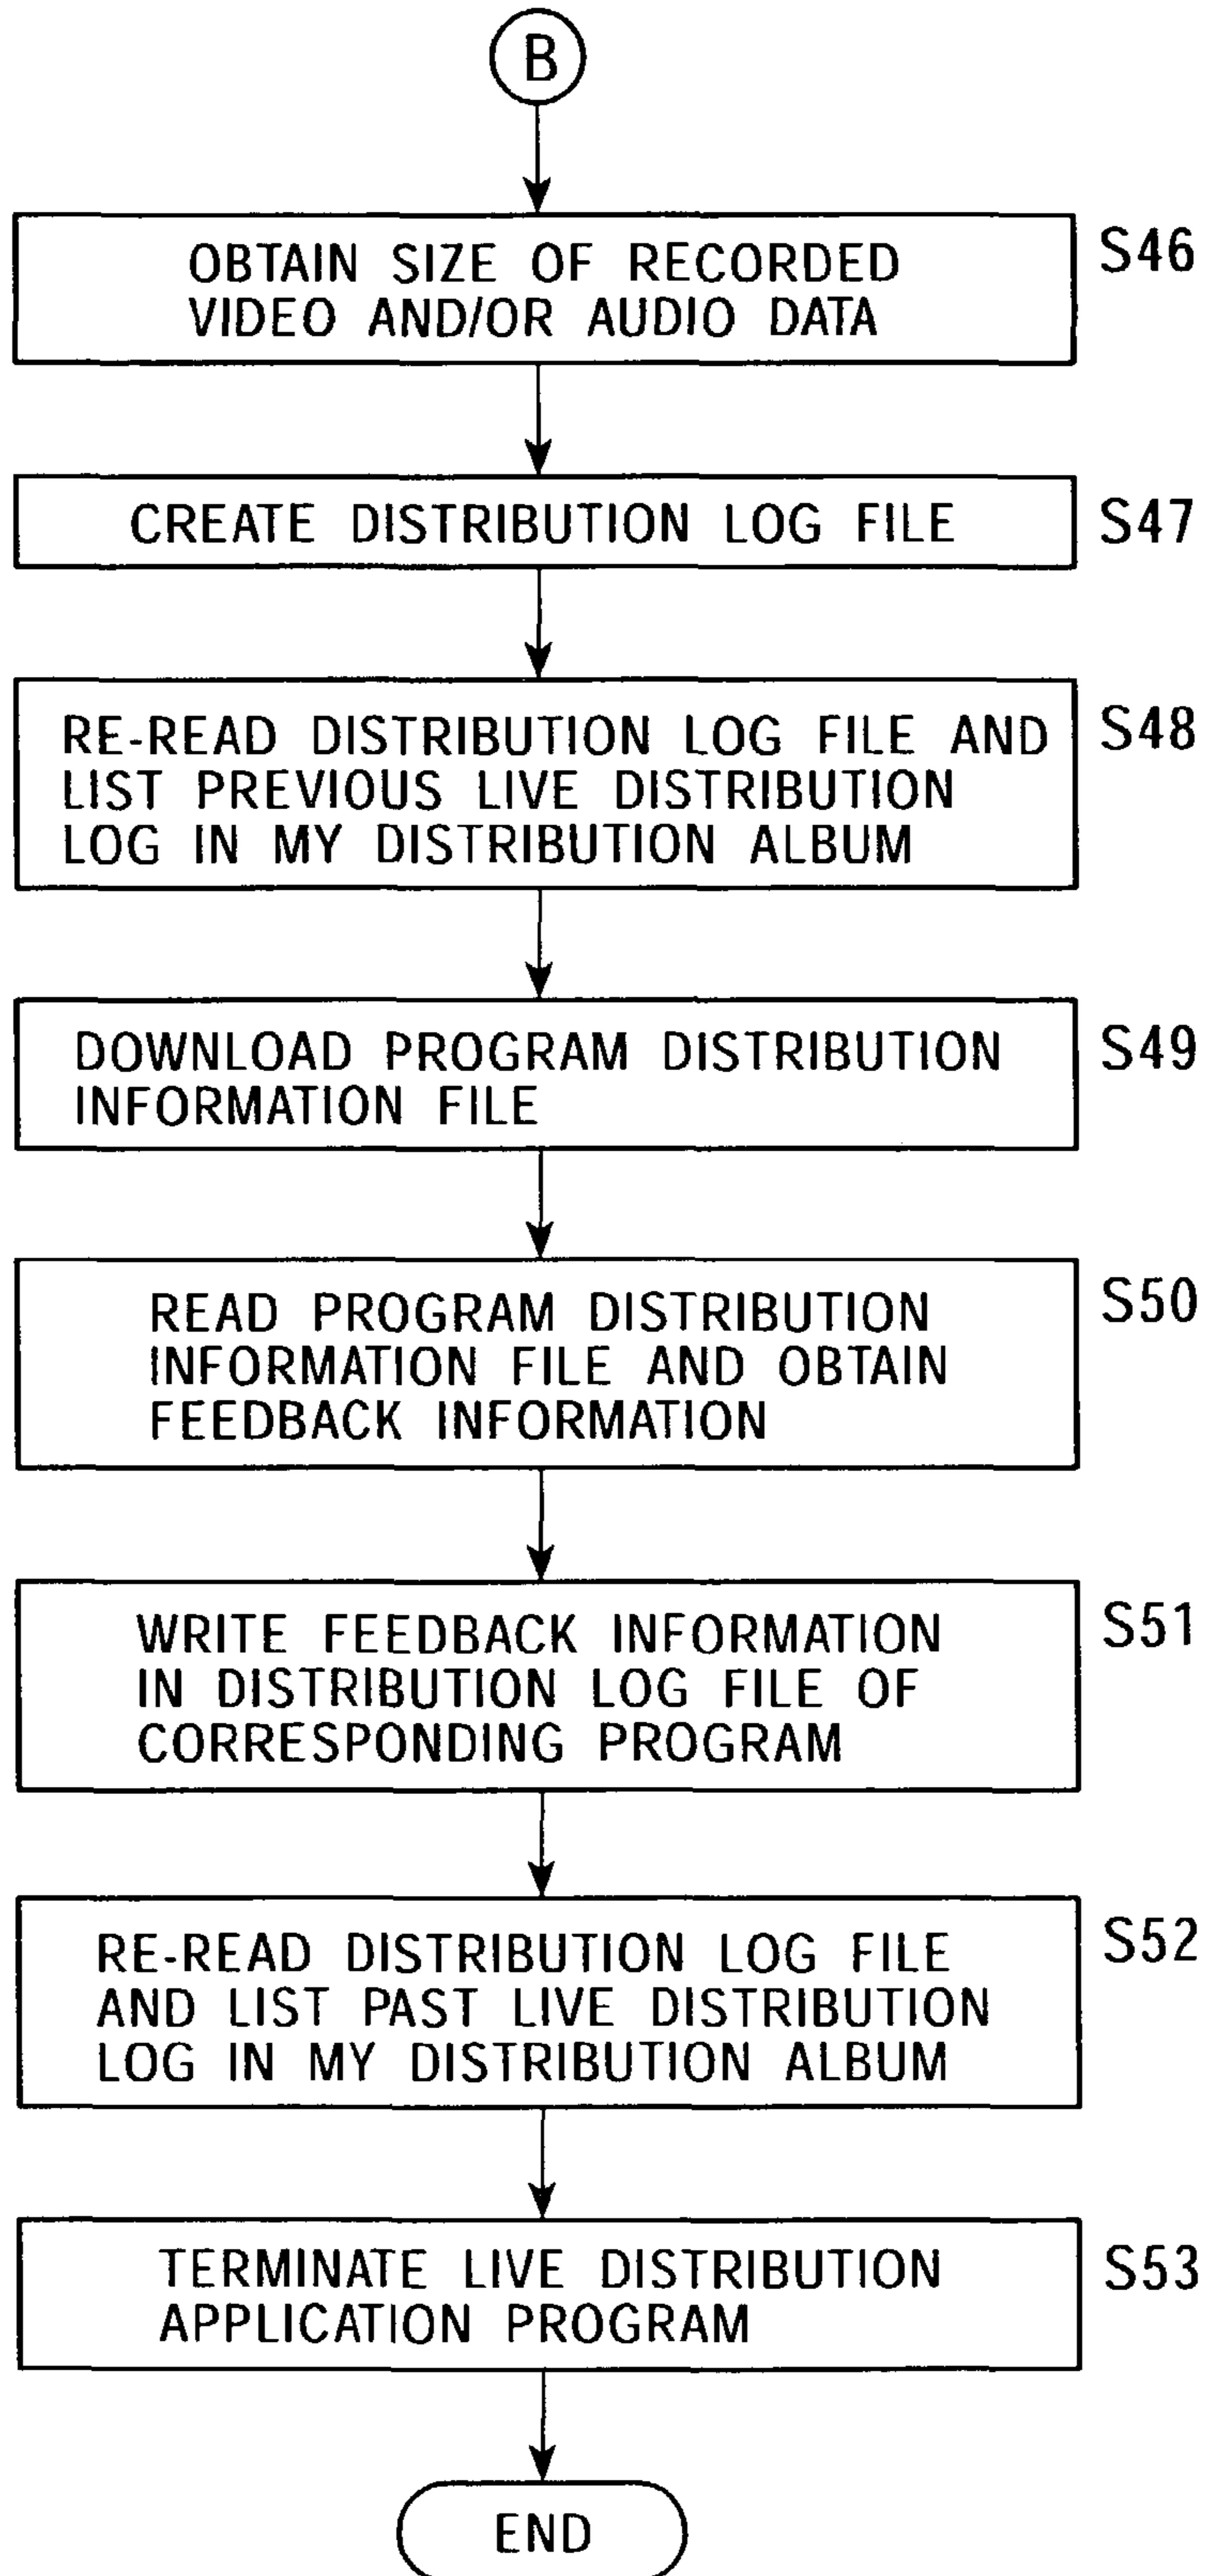 B
OBTAIN SIZE OF RECORDED
VIDEO AND/OR AUDIO DATA
S46
CREATE DISTRIBUTION LOG FILE
S47
RE-READ DISTRIBUTION LOG FILE AND
LIST PREVIOUS LIVE DISTRIBUTION
LOG IN MY DISTRIBUTION ALBUM
S48
DOWNLOAD PROGRAM DISTRIBUTION
INFORMATION FILE
S49
READ PROGRAM DISTRIBUTION
INFORMATION FILE AND OBTAIN
FEEDBACK INFORMATION
S50
WRITE FEEDBACK INFORMATION
IN DISTRIBUTION LOG FILE OF
CORRESPONDING PROGRAM
S51
RE-READ DISTRIBUTION LOG FILE
AND LIST PAST LIVE DISTRIBUTION
LOG IN MY DISTRIBUTION ALBUM
S52
TERMINATE LIVE DISTRIBUTION
APPLICATION PROGRAM
S53
END